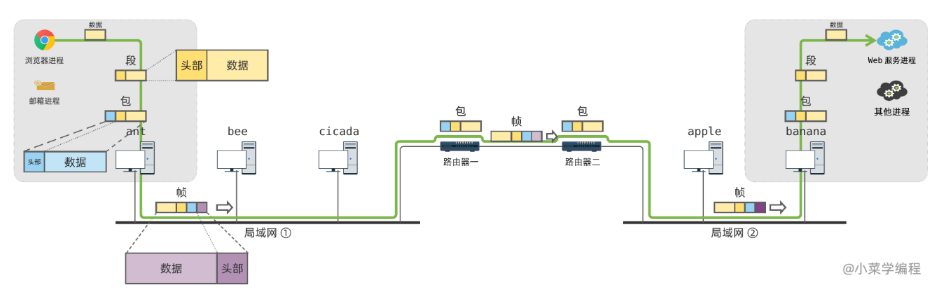 数据
浏览器进程
段
头部 数据
邮箱进程
包
ant
bee
cicada
头部 数据
帧
局域网 ①
数据 头部
包
帧
包
路由器一
路由器二
数据
Web 服务进程
段
包
其他进程
apple
banana
帧
局域网 ②
@小菜学编程